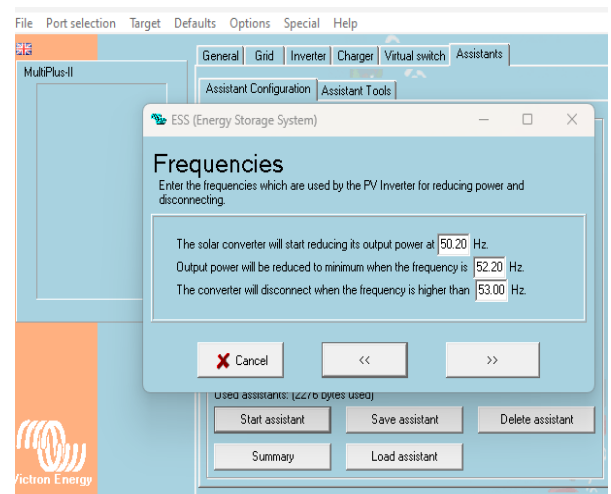 File Port selection Target Defaults Options Special Help
General Grid Inverter Charger Virtual switch Assistants
MultiPlus-II
Assistant Configuration Assistant Tools
ESS (Energy Storage System)
Frequencies
Enter the frequencies which are used by the PV Inverter for reducing power and
disconnecting.
The solar converter will start reducing its output power at 50.20 Hz.
Output power will be reduced to minimum when the frequency is 52.20 Hz.
The converter will disconnect when the frequency is higher than 53.00 Hz.
Cancel << >>
Used assistants: (2276 bytes used)
Start assistant Save assistant Delete assistant
Summary Load assistant
victron Energy